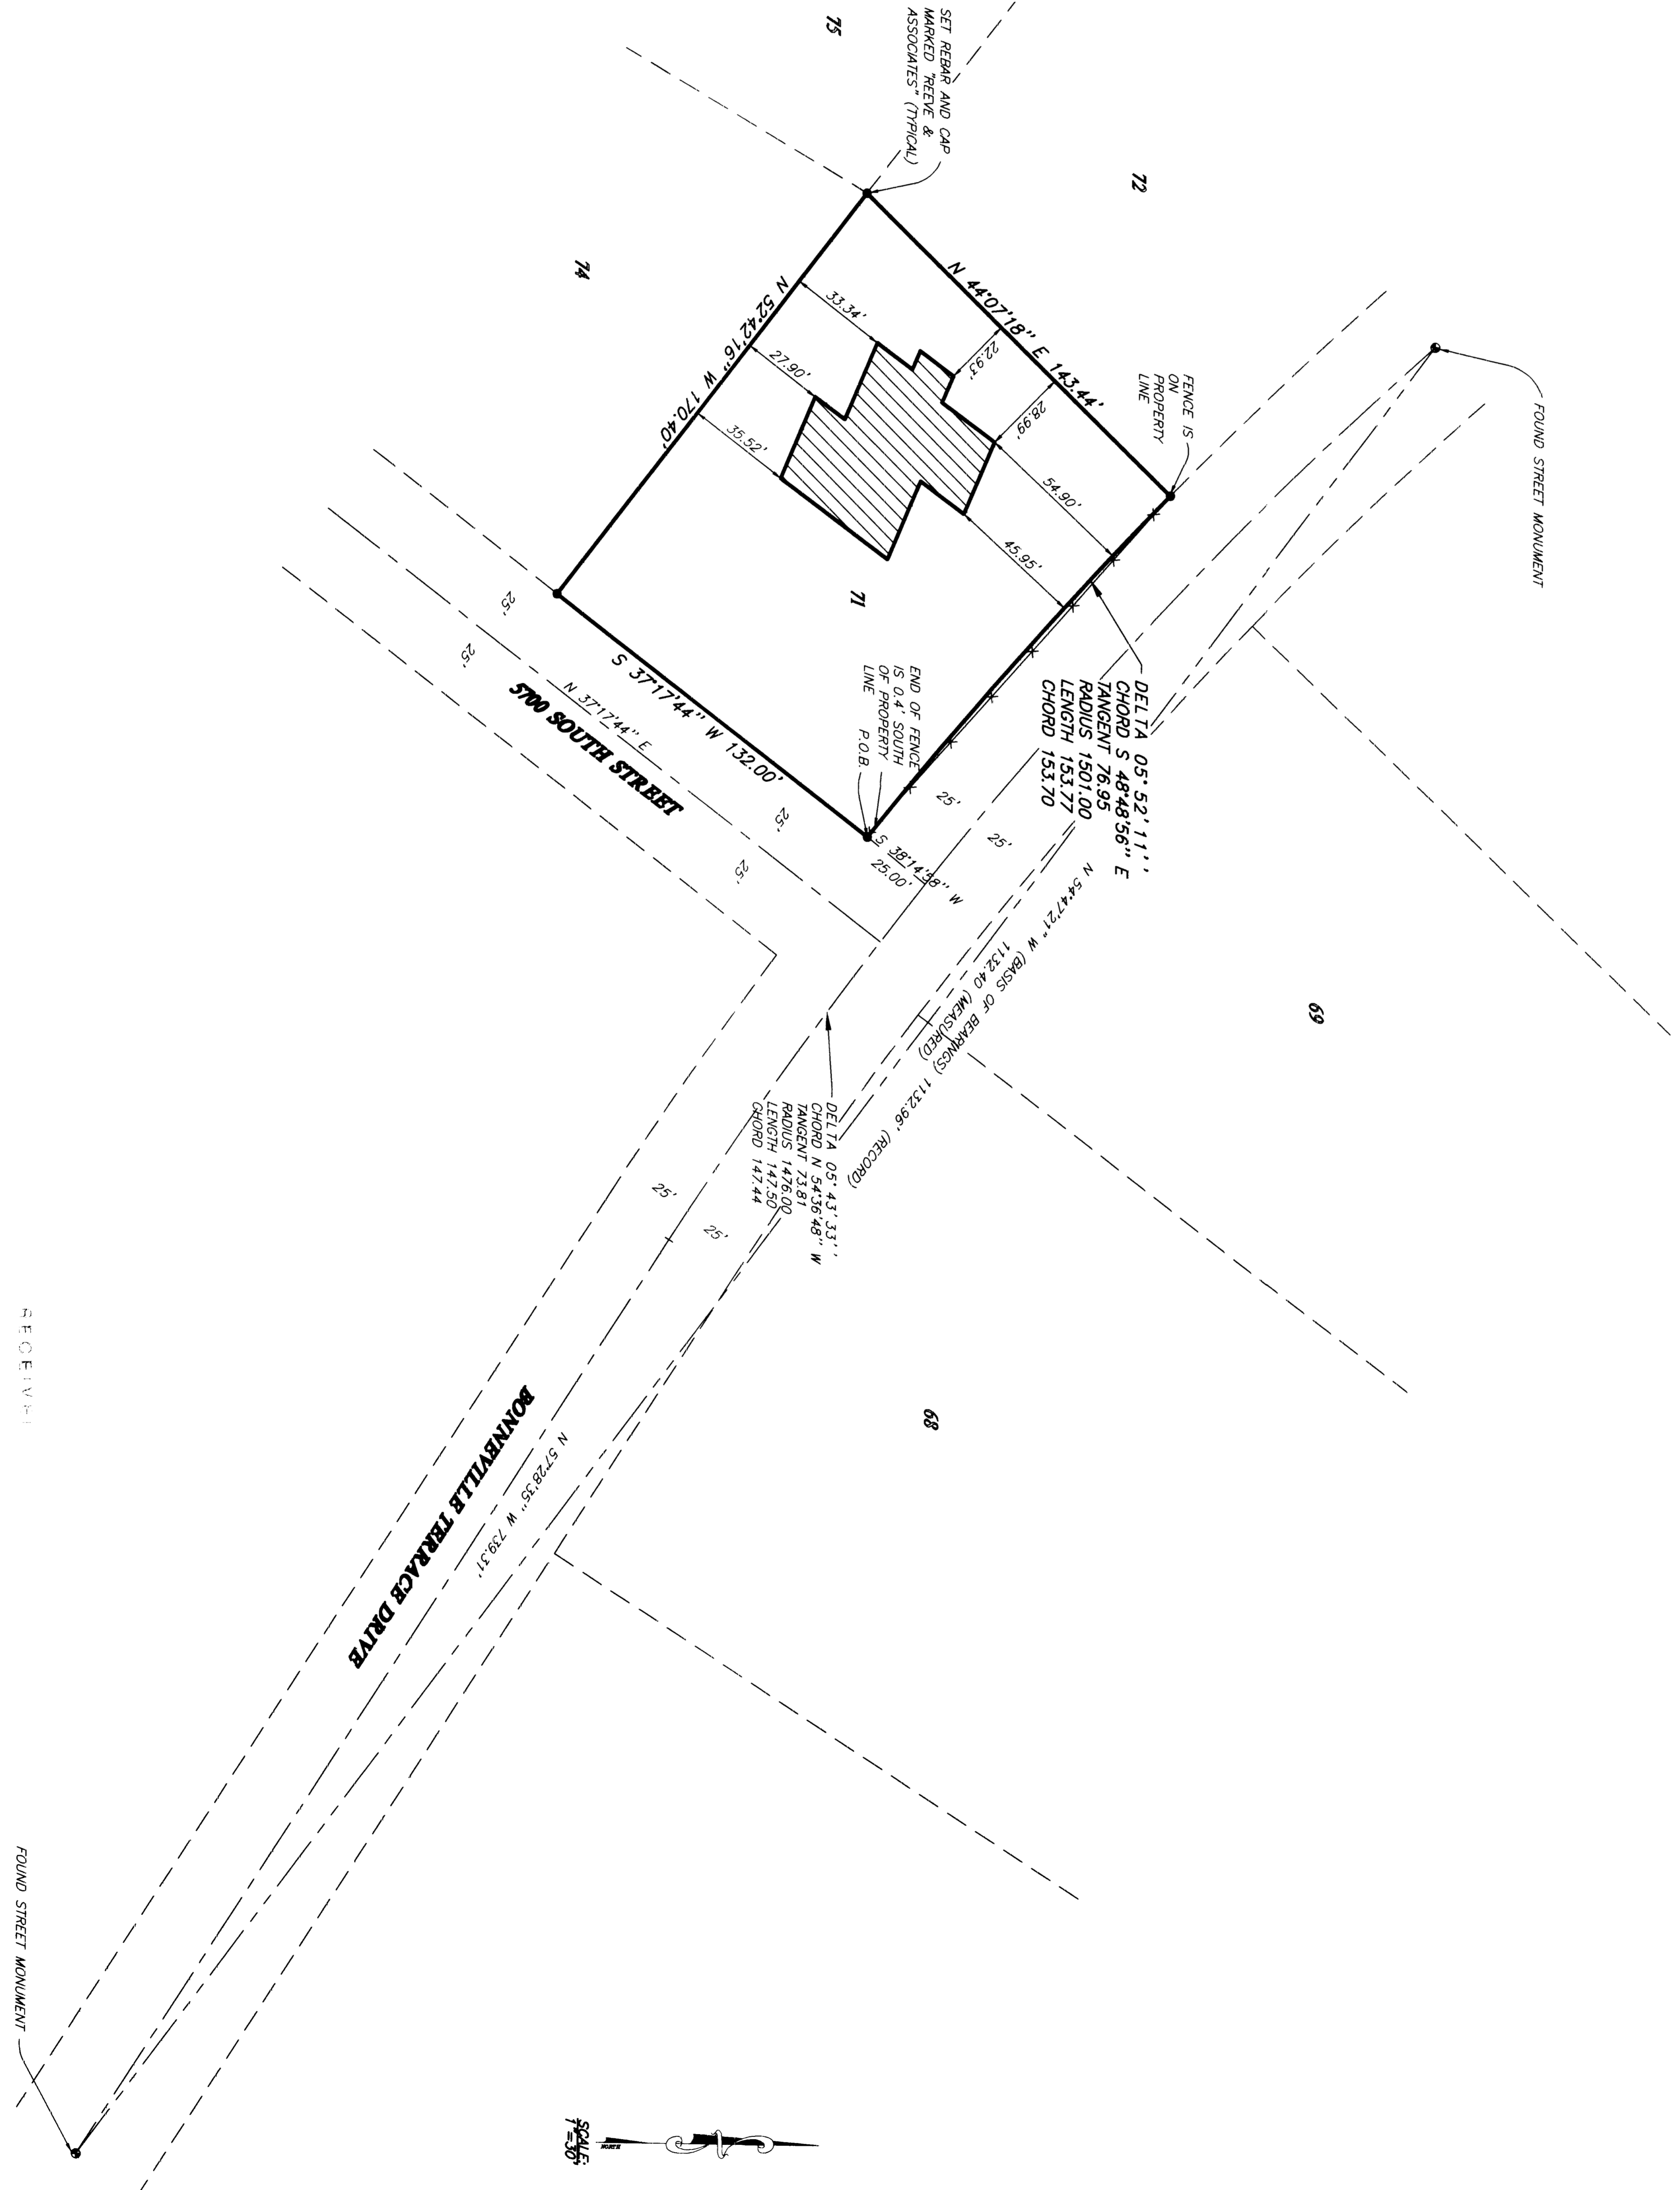 75
SET REBAR AND CAP
MARKED "REEVE &
ASSOCIATES" (TYPICAL)
72
74
N 44°07'18" E 143.44'
33.34'
22.93'
N 52°42'16" W 170.40'
27.90'
28.99'
35.52'
54.90'
45.95'
71
FENCE IS
ON
PROPERTY
LINE
FOUND STREET MONUMENT
DELTA 05° 52' 11''
CHORD S 48°48'56'' E
TANGENT 76.95
RADIUS 1501.00
LENGTH 153.77
CHORD 153.70
END OF FENCE
IS 0.4' SOUTH
OF PROPERTY
LINE
P.O.B.
S 37°17'44'' W 132.00'
25'
25'
N 37°17'44'' E
5700 SOUTH STREET
25'
25'
25'
25'
S 38°14'58'' W
25.00'
N 54°47'21" W (BASIS OF BEARINGS) 1132.96' (RECORD)
1132.40 (MEASURED)
69
DELTA 05° 43' 33''
CHORD N 54°36'48'' W
TANGENT 73.81
RADIUS 1476.00
LENGTH 147.50
CHORD 147.44
25'
25'
68
BONNEVILLE TERRACE DRIVE
N 57°28'35'' W 739.31'
FOUND STREET MONUMENT
NORTH
SCALE:
1"=30'